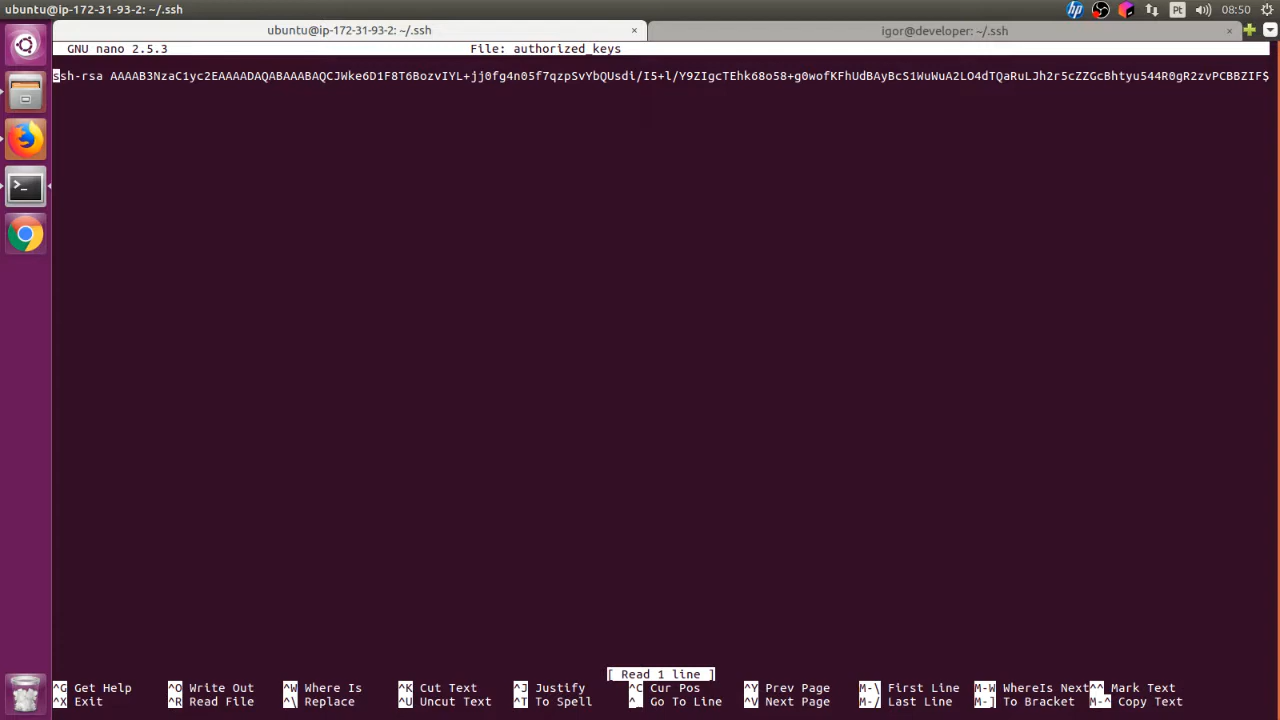 ubuntu@ip-172-31-93-2: ~/.ssh
Pt
08:50
ubuntu@ip-172-31-93-2: ~/.ssh × igor@developer: ~/.ssh ×
GNU nano 2.5.3 File: authorized_keys
ssh-rsa AAAAB3NzaC1yc2EAAAADAQABAAABAQCJWke6D1F8T6BozvIYL+jj0fg4n05f7qzpSvYbQUsdi/I5+l/Y9ZIgcTEhk68o58+g0wofKFhUdBAyBcS1WuWuA2LO4dTQaRuLJh2r5cZZGcBhtyu544R0gR2zvPCBBZIF$
[ Read 1 line ]
^G Get Help ^O Write Out ^W Where Is ^K Cut Text ^J Justify ^C Cur Pos ^Y Prev Page M-\ First Line M-W WhereIs Next ^^ Mark Text
^X Exit ^R Read File ^\ Replace ^U Uncut Text ^T To Spell ^_ Go To Line ^V Next Page M-/ Last Line M-] To Bracket M-^ Copy Text